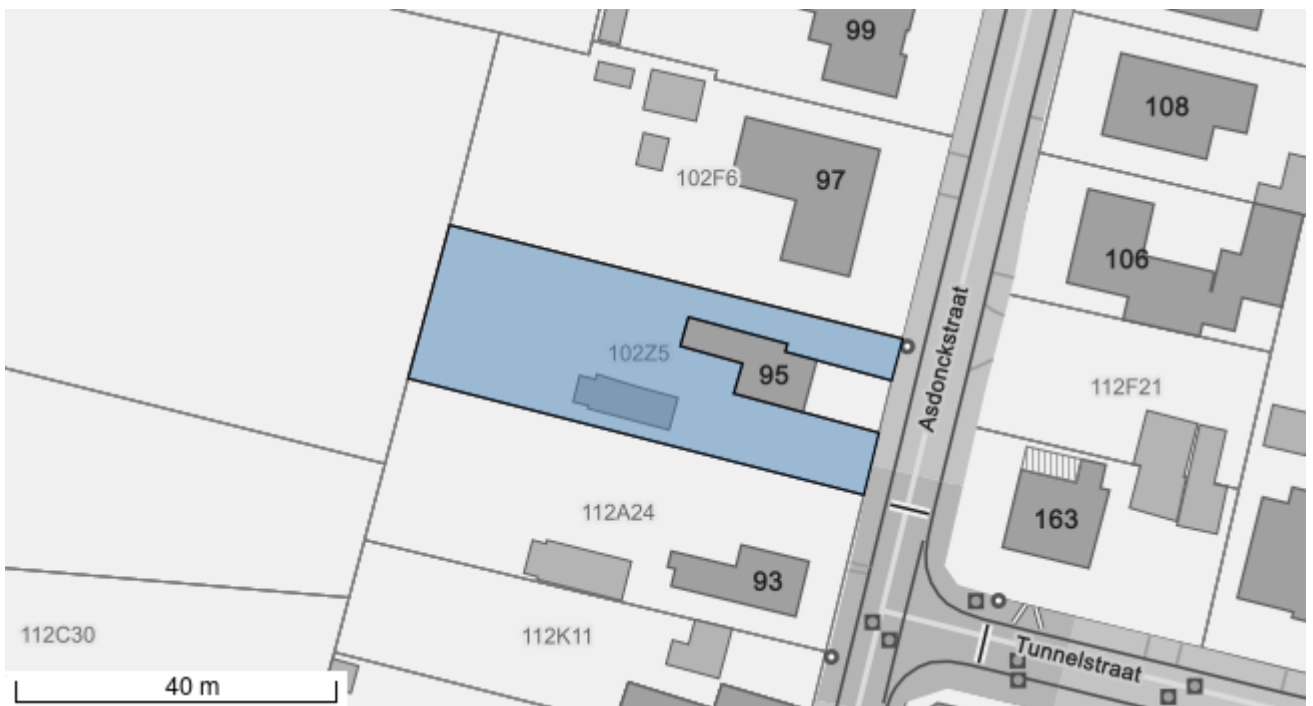 99
108
97
102F6
106
Asdonckstraat
102Z5
95
112F21
112A24
163
93
112C30
112K11
Tunnelstraat
40 m